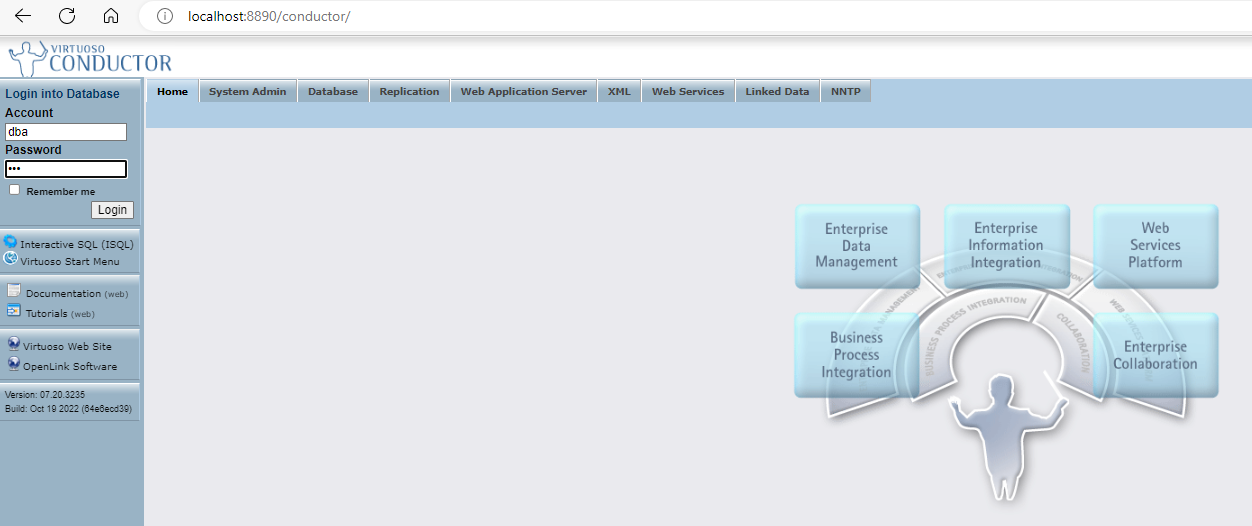 localhost:8890/conductor/
VIRTUOSO
CONDUCTOR
Login into Database
Account
dba
Password
•••
Remember me
Login
Interactive SQL (ISQL)
Virtuoso Start Menu
Documentation (web)
Tutorials (web)
Virtuoso Web Site
OpenLink Software
Version: 07.20.3235
Build: Oct 19 2022 (64e6ecd39)
Home
System Admin
Database
Replication
Web Application Server
XML
Web Services
Linked Data
NNTP
Enterprise
Data
Management
Enterprise
Information
Integration
Web
Services
Platform
Business
Process
Integration
Enterprise
Collaboration
BUSINESS PROCESS INTEGRATION
COLLABORATION